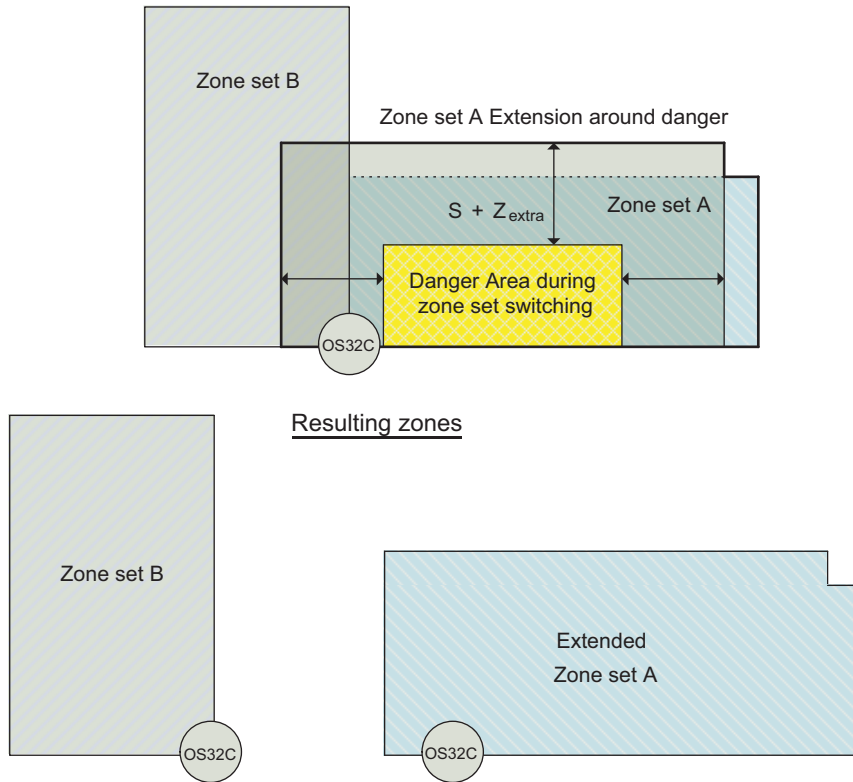 Zone set B
Zone set A Extension around danger
S + Zextra
Zone set A
Danger Area during
zone set switching
OS32C
Resulting zones
Zone set B
Extended
Zone set A
OS32C
OS32C